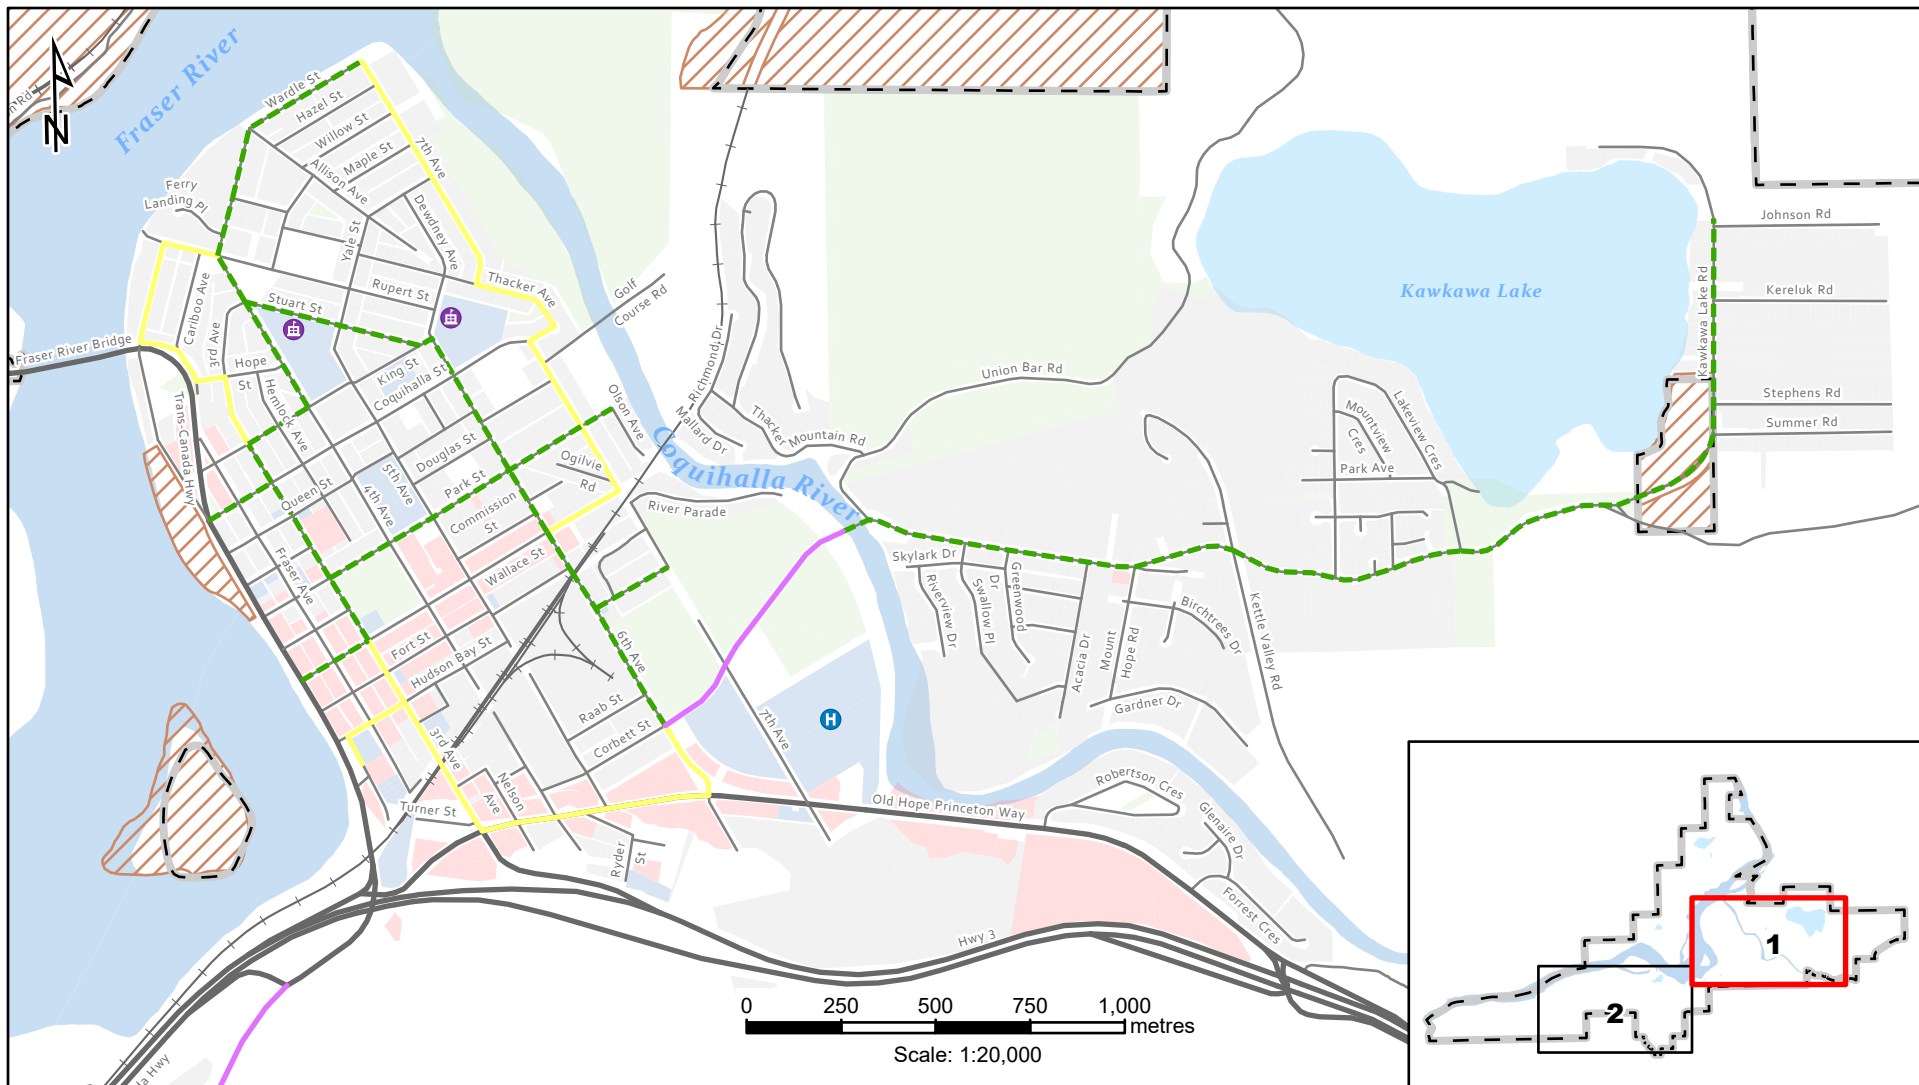 Fraser River
N
Wardle St
Hazel St
Willow St
Maple St
Allison Ave
7th Ave
Ferry
Landing Pl
Yale St
Dewdney Ave
Cariboo Ave
Stuart St
Rupert St
Thacker Ave
Golf
Course Rd
Fraser River Bridge
3rd Ave
Hope
St
Hemlock Ave
King St
Coquihalla St
Trans-Canada Hwy
Olson Ave
Richmond Dr
Mallard Dr
Thacker
Mountain Rd
Union Bar Rd
Kawkawa Lake
Kawkawa Lake Rd
Johnson Rd
Kereluk Rd
Stephens Rd
Summer Rd
Lakeview Cres
Mountview
Cres
Park Ave
Douglas St
Park St
5th Ave
4th Ave
Queen St
Commission
St
Ogilvie
Rd
Coquihalla River
River Parade
Wallace St
Fraser Ave
Fort St
Hudson Bay St
6th Ave
Skylark Dr
Riverview Dr
Swallow Pl
Dr
Greenwood
Acacia Dr
Mount
Hope Rd
Birchtrees Dr
Kettle Valley Rd
Gardner Dr
Raab St
Corbett St
7th Ave
H
3rd Ave
Nelson
Ave
Turner St
Ryder
St
Old Hope Princeton Way
Robertson Cres
Glenaire Dr
Forrest Cres
Hwy 3
0 250 500 750 1,000
metres
Scale: 1:20,000
1
2